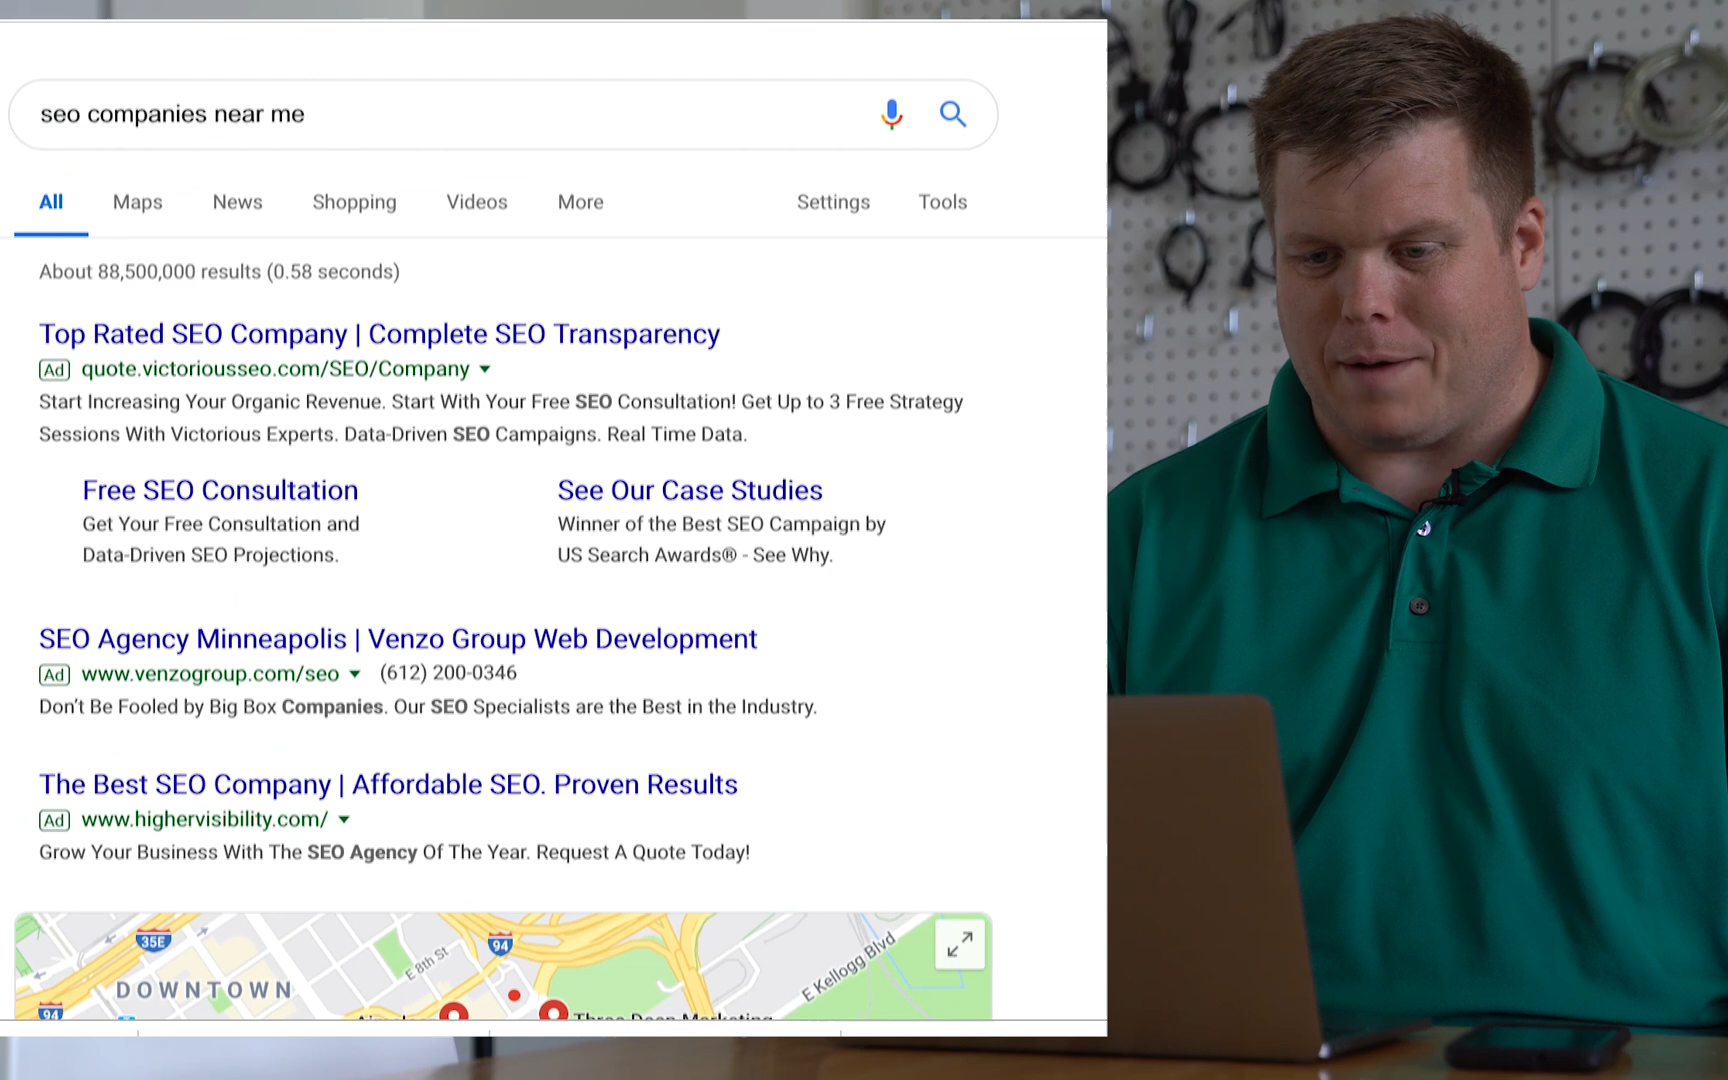 seo companies near me
All Maps News Shopping Videos More Settings Tools
About 88,500,000 results (0.58 seconds)
Top Rated SEO Company | Complete SEO Transparency
Ad quote.victoriousseo.com/SEO/Company
Start Increasing Your Organic Revenue. Start With Your Free SEO Consultation! Get Up to 3 Free Strategy
Sessions With Victorious Experts. Data-Driven SEO Campaigns. Real Time Data.
Free SEO Consultation
Get Your Free Consultation and
Data-Driven SEO Projections.
See Our Case Studies
Winner of the Best SEO Campaign by
US Search Awards® - See Why.
SEO Agency Minneapolis | Venzo Group Web Development
Ad www.venzogroup.com/seo (612) 200-0346
Don't Be Fooled by Big Box Companies. Our SEO Specialists are the Best in the Industry.
The Best SEO Company | Affordable SEO. Proven Results
Ad www.highervisibility.com/
Grow Your Business With The SEO Agency Of The Year. Request A Quote Today!
35E
94
E 8th St
E Kellogg Blvd
DOWNTOWN
94
Three Deep Marketing